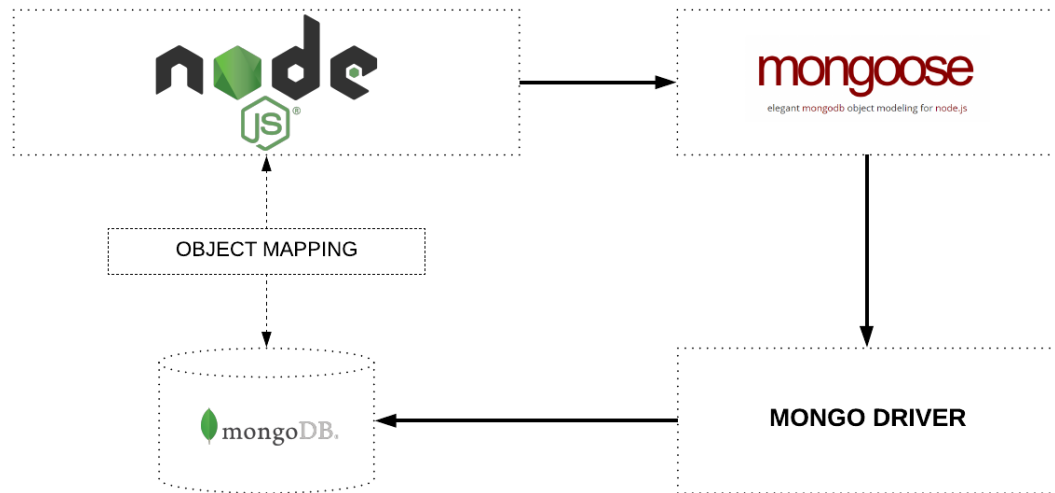 node
JS®
mongoose
elegant mongodb object modeling for node.js
OBJECT MAPPING
mongoDB.
MONGO DRIVER